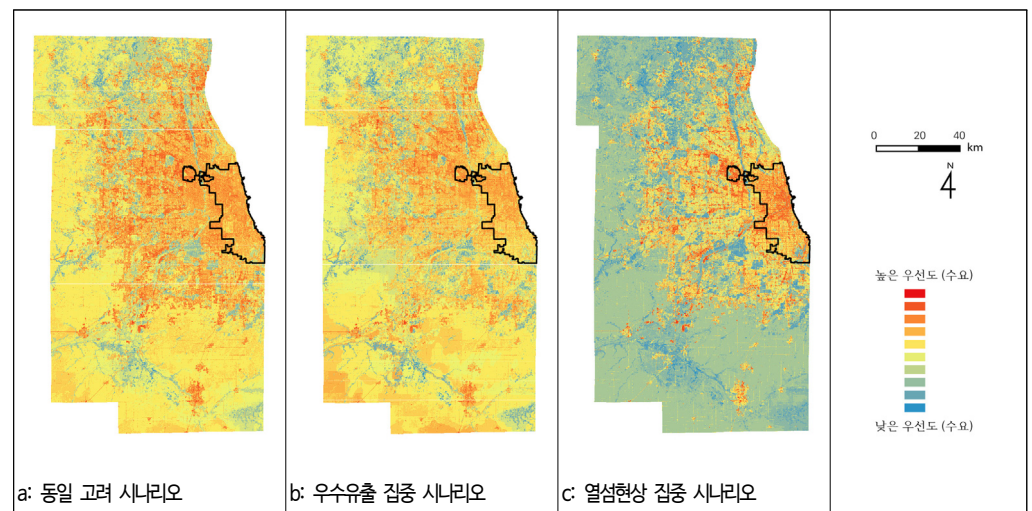 a: 동일 고려 시나리오
b: 우수유출 집중 시나리오
c: 열섬현상 집중 시나리오
0 20 40
km
N
높은 우선도 (수요)
낮은 우선도 (수요)